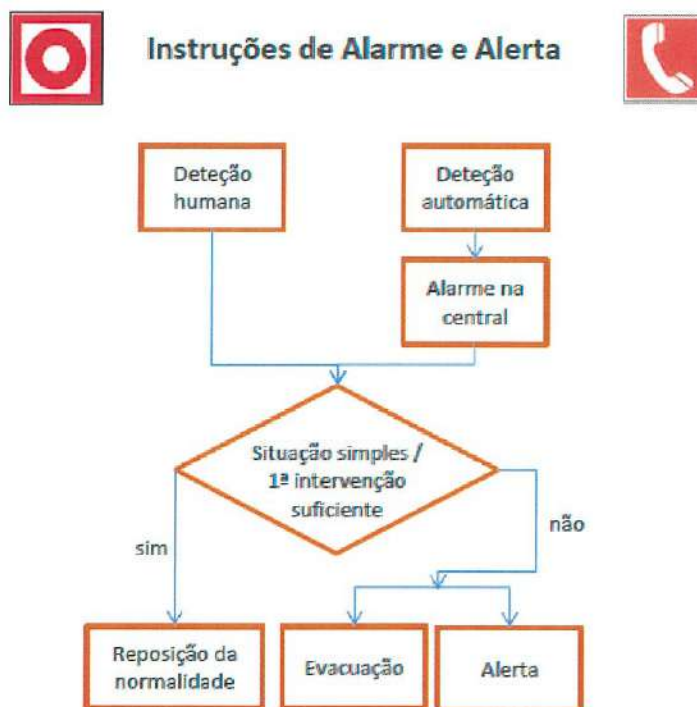 Instruções de Alarme e Alerta
Deteção
humana
Deteção
automática
Alarme na
central
Situação simples /
1ª intervenção
suficiente
sim
não
Reposição da
normalidade
Evacuação
Alerta